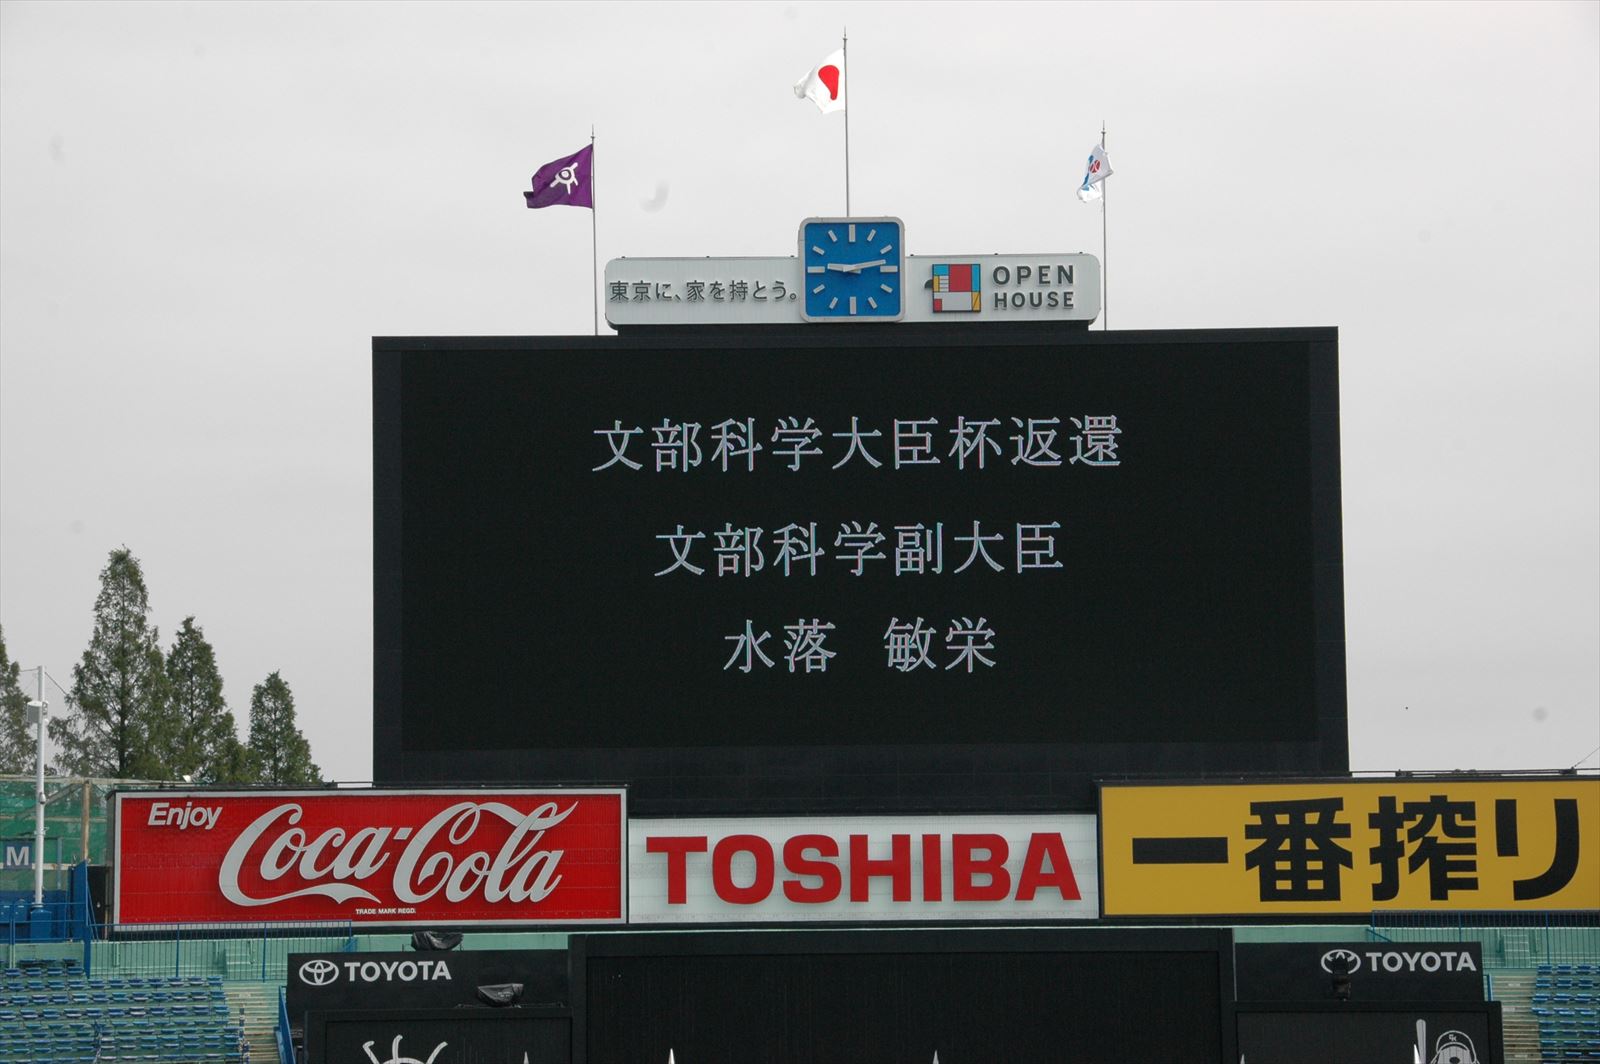 東京に、家を持とう。
OPEN
HOUSE
文部科学大臣杯返還
文部科学副大臣
水落 敏栄
Enjoy
Coca-Cola
TRADE MARK REGD.
TOSHIBA
一番搾り
M
TOYOTA
TOYOTA